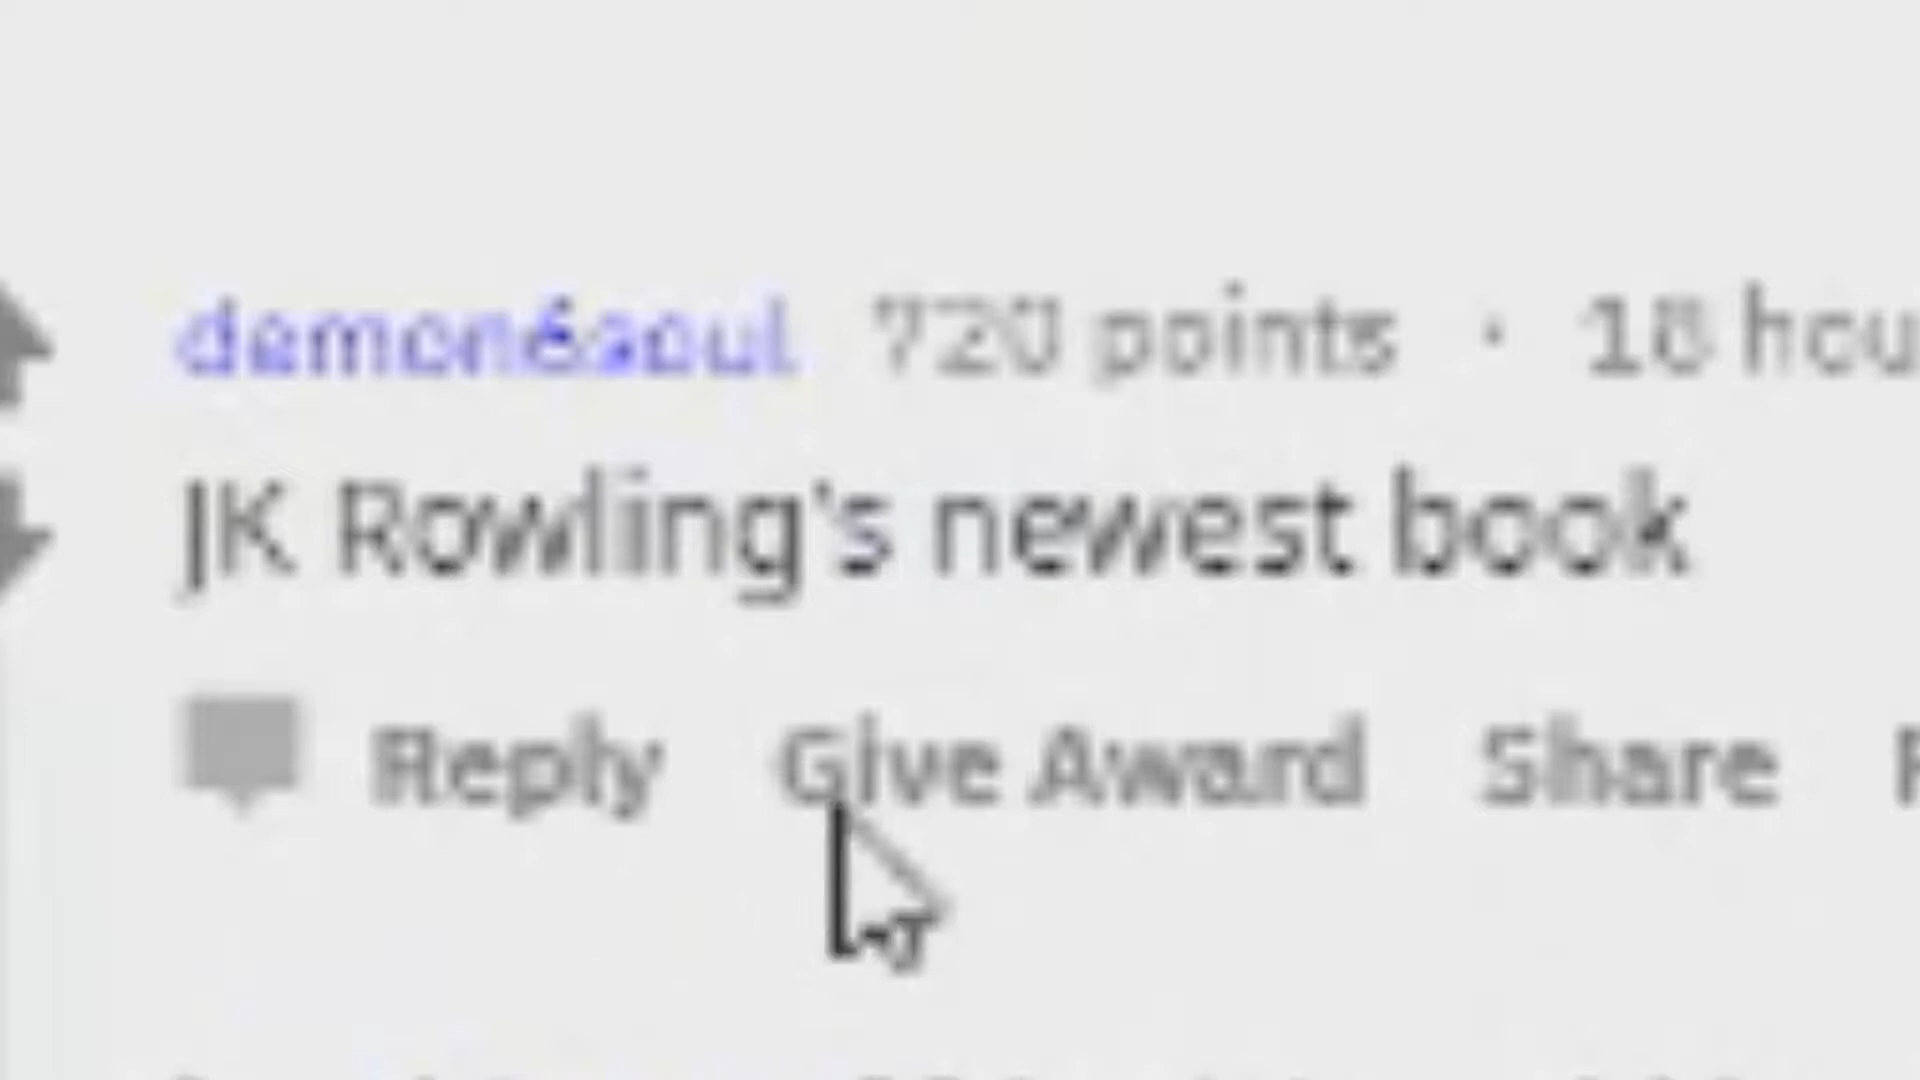 demon6soul 720 points · 18 hou
JK Rowling's newest book
Reply Give Award Share